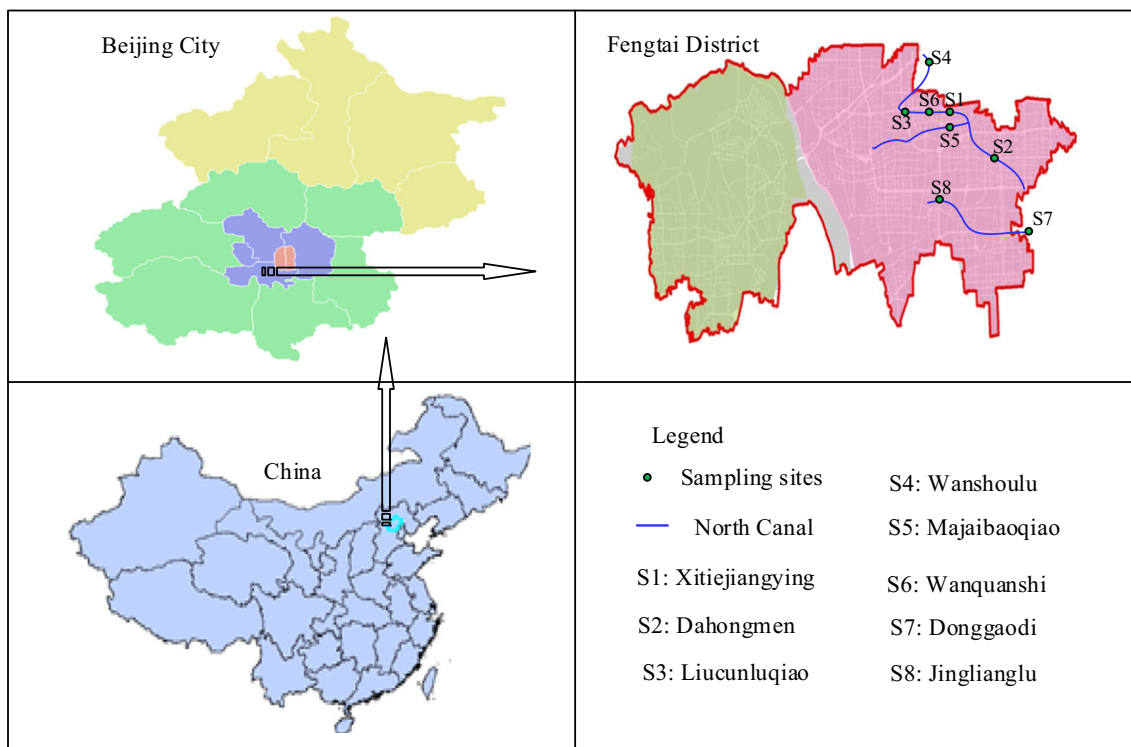 Beijing City
Fengtai District
S4
S6
S1
S3
S5
S2
S8
S7
China
Legend
Sampling sites
North Canal
S1: Xitiejiangying
S2: Dahongmen
S3: Liucunluqiao
S4: Wanshoulu
S5: Majaibaoqiao
S6: Wanquanshi
S7: Donggaodi
S8: Jinglianglu